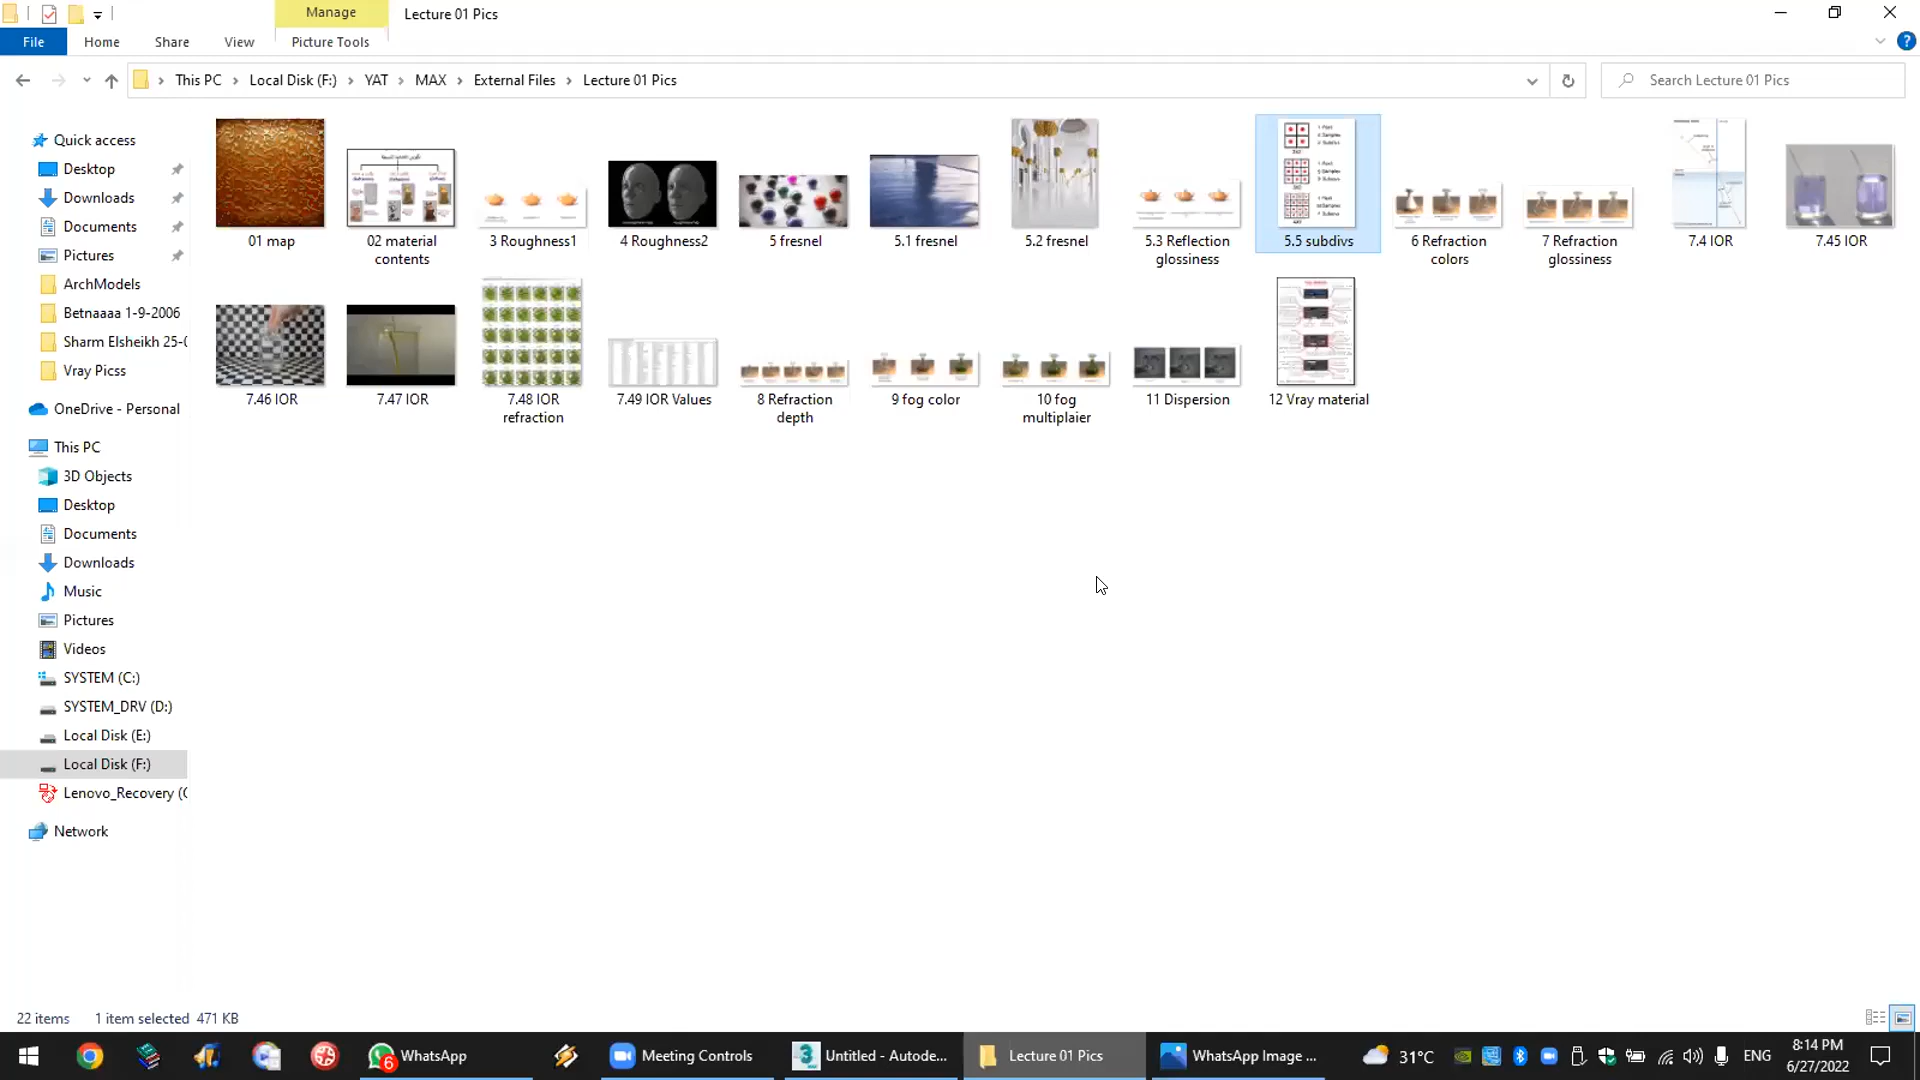 Manage
Lecture 01 Pics
File
Home
Share
View
Picture Tools
This PC
Local Disk (F:)
YAT
MAX
External Files
Lecture 01 Pics
Search Lecture 01 Pics
Quick access
Desktop
Downloads
Documents
Pictures
ArchModels
Betnaaaa 1-9-2006
Sharm Elsheikh 25-0
Vray Picss
OneDrive - Personal
This PC
3D Objects
Desktop
Documents
Downloads
Music
Pictures
Videos
SYSTEM (C:)
SYSTEM_DRV (D:)
Local Disk (E:)
Local Disk (F:)
Lenovo_Recovery (
Network
01 map
02 material
contents
3 Roughness1
4 Roughness2
5 fresnel
5.1 fresnel
5.2 fresnel
5.3 Reflection
glossiness
5.5 subdivs
6 Refraction
colors
7 Refraction
glossiness
7.4 IOR
7.45 IOR
7.46 IOR
7.47 IOR
7.48 IOR
refraction
7.49 IOR Values
8 Refraction
depth
9 fog color
10 fog
multiplaier
11 Dispersion
12 Vray material
22 items
1 item selected 471 KB
6
WhatsApp
Meeting Controls
3
Untitled - Autode...
Lecture 01 Pics
WhatsApp Image ...
31°C
ENG
8:14 PM
6/27/2022